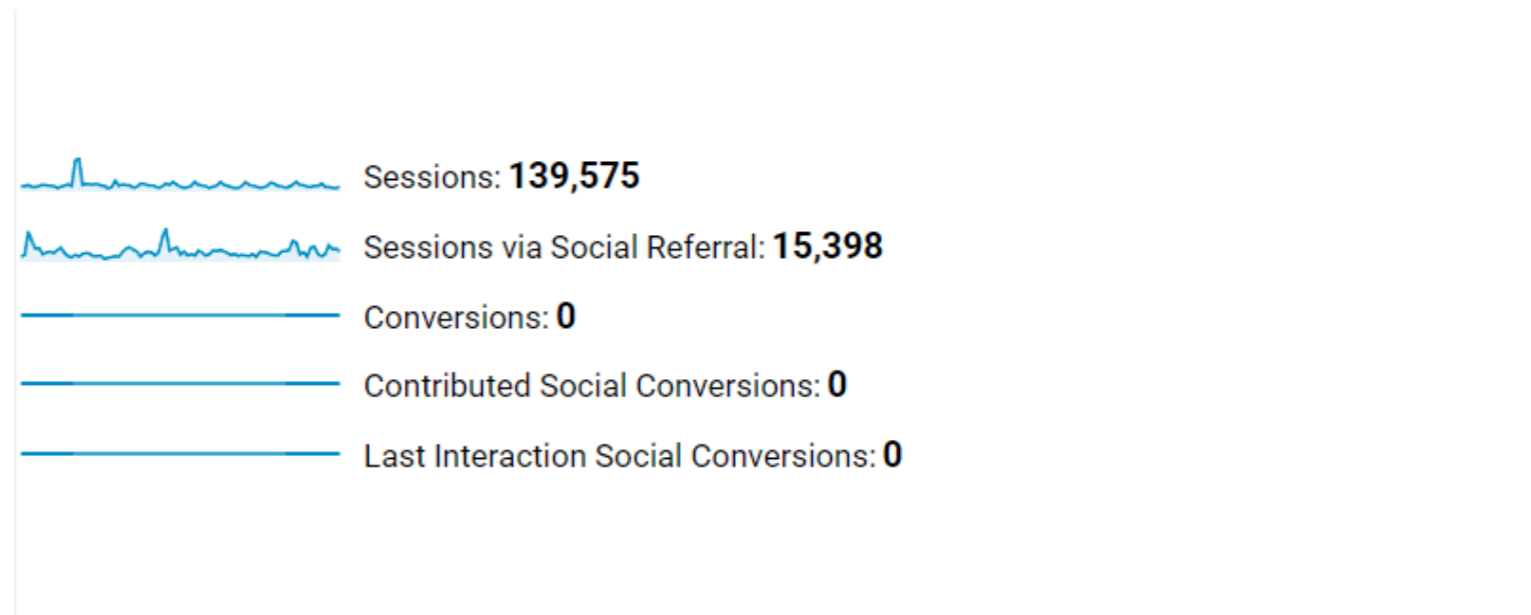 Sessions: 139,575
Sessions via Social Referral: 15,398
Conversions: 0
Contributed Social Conversions: 0
Last Interaction Social Conversions: 0